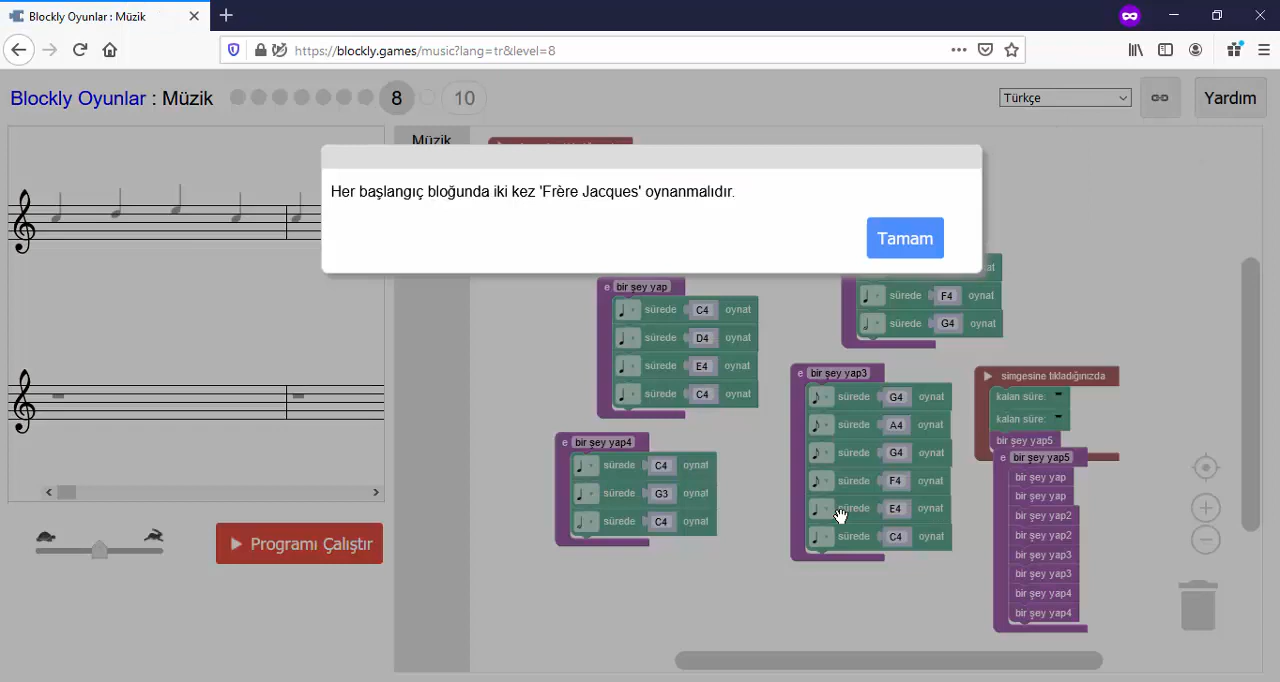 Blockly Oyunlar : Müzik
https://blockly.games/music?lang=tr&level=8
Blockly Oyunlar : Müzik
8
10
Türkçe
Yardım
Müzik
Her başlangıç bloğunda iki kez 'Frère Jacques' oynanmalıdır.
Tamam
e bir şey yap
sürede C4 oynat
sürede D4 oynat
sürede E4 oynat
sürede C4 oynat
sürede F4 oynat
sürede G4 oynat
e bir şey yap3
sürede G4 oynat
sürede A4 oynat
sürede G4 oynat
sürede F4 oynat
sürede E4 oynat
sürede C4 oynat
e bir şey yap4
sürede C4 oynat
sürede G3 oynat
sürede C4 oynat
simgesine tıkladığınızda
kalan süre:
kalan süre:
bir şey yap5
e bir şey yap5
bir şey yap
bir şey yap
bir şey yap2
bir şey yap2
bir şey yap3
bir şey yap3
bir şey yap4
bir şey yap4
Programı Çalıştır